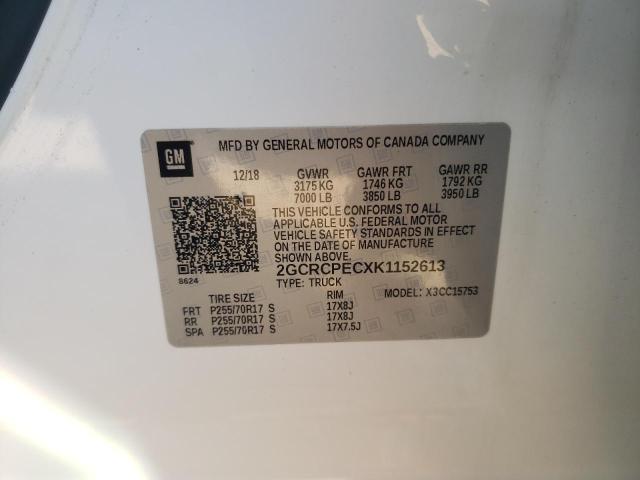 GM
MFD BY GENERAL MOTORS OF CANADA COMPANY
12/18 GVWR GAWR FRT GAWR RR
3175 KG 1746 KG 1792 KG
7000 LB 3850 LB 3950 LB
THIS VEHICLE CONFORMS TO ALL
APPLICABLE U.S. FEDERAL MOTOR
VEHICLE SAFETY STANDARDS IN EFFECT
ON THE DATE OF MANUFACTURE
SHOWN ABOVE.
2GCRCPECXK1152613
8624
TYPE: TRUCK MODEL: X3CC15753
TIRE SIZE RIM
FRT P255/70R17 S 17X8J
RR P255/70R17 S 17X8J
SPA P255/70R17 S 17X7.5J